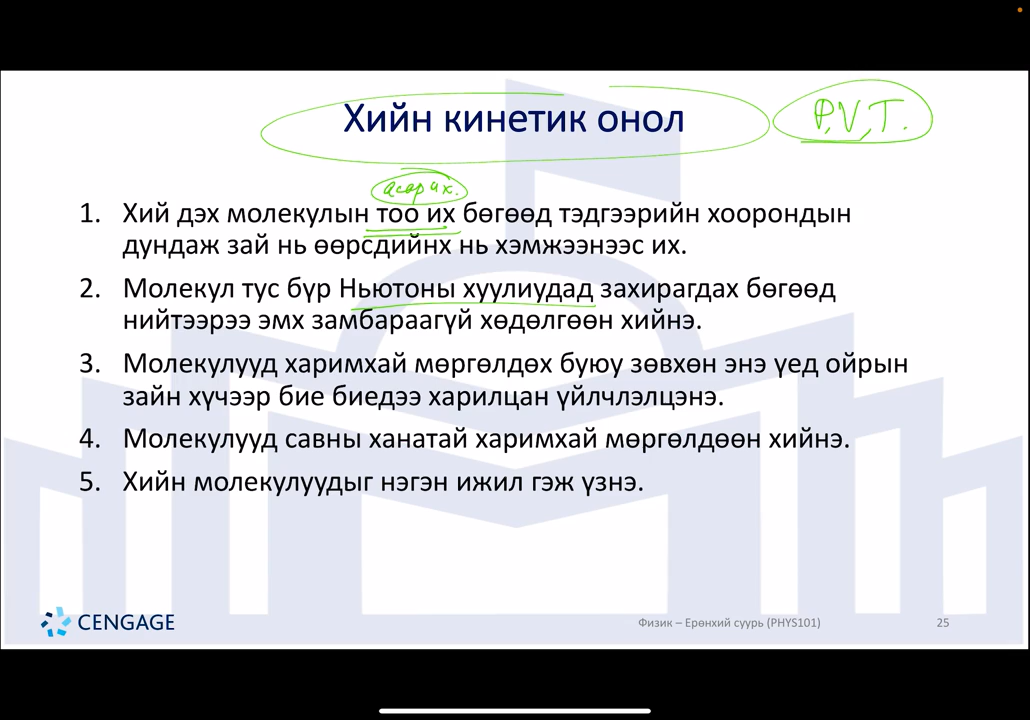 Хийн кинетик онол
P, V, T.
асар их.
1. Хий дэх молекулын тоо их бөгөөд тэдгээрийн хоорондын
дундаж зай нь өөрсдийнх нь хэмжээнээс их.
2. Молекул тус бүр Ньютоны хуулиудад захирагдах бөгөөд
нийтээрээ эмх замбараагүй хөдөлгөөн хийнэ.
3. Молекулууд харимхай мөргөлдөх буюу зөвхөн энэ үед ойрын
зайн хүчээр бие биедээ харилцан үйлчлэлцэнэ.
4. Молекулууд савны ханатай харимхай мөргөлдөөн хийнэ.
5. Хийн молекулуудыг нэгэн ижил гэж үзнэ.
CENGAGE
Физик – Ерөнхий суурь (PHYS101)
25